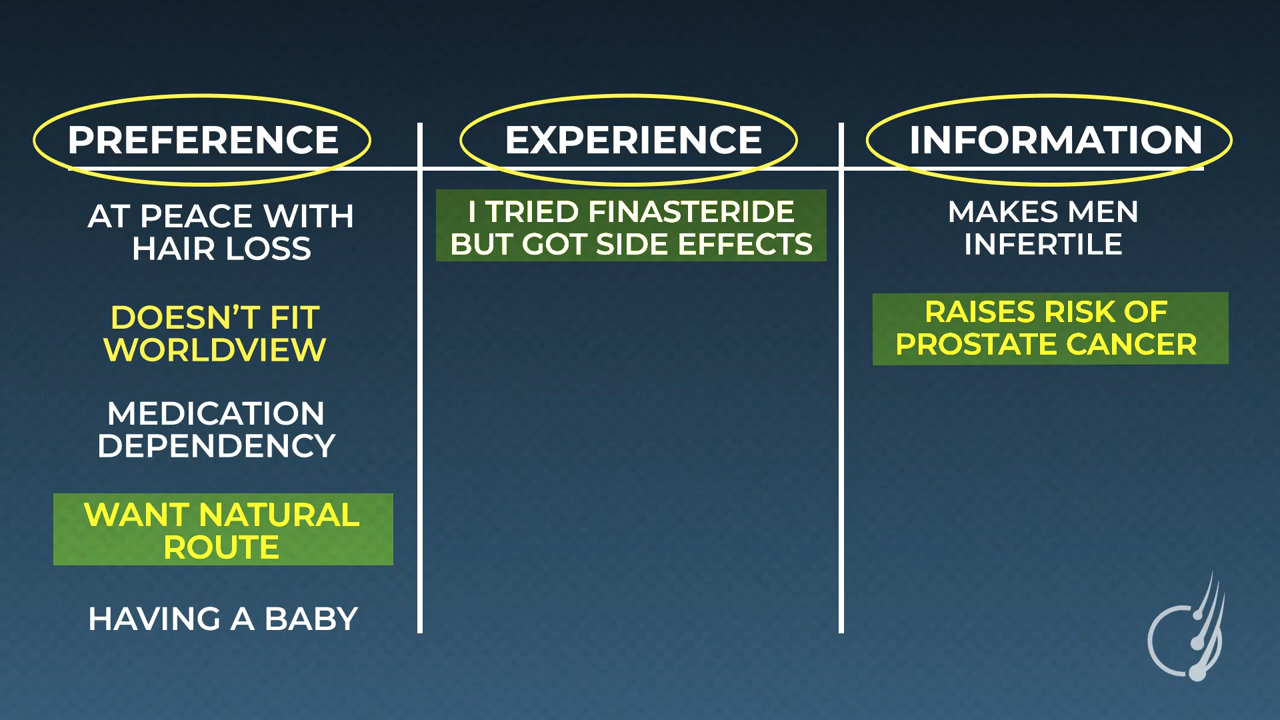 PREFERENCE
EXPERIENCE
INFORMATION
AT PEACE WITH
HAIR LOSS
DOESN'T FIT
WORLDVIEW
MEDICATION
DEPENDENCY
WANT NATURAL
ROUTE
HAVING A BABY
I TRIED FINASTERIDE
BUT GOT SIDE EFFECTS
MAKES MEN
INFERTILE
RAISES RISK OF
PROSTATE CANCER